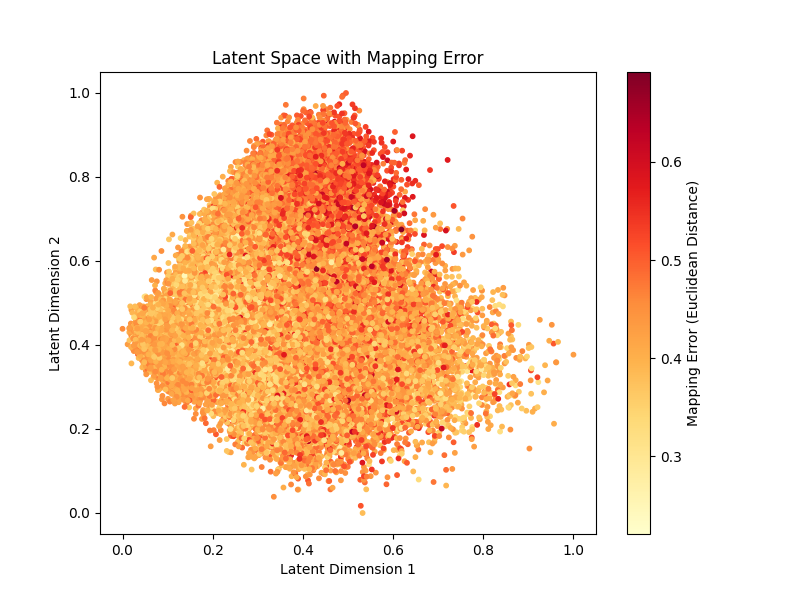 Latent Space with Mapping Error
1.0
0.8
0.6
0.4
0.2
0.0
Latent Dimension 2
0.0 0.2 0.4 0.6 0.8 1.0
Latent Dimension 1
0.6
0.5
0.4
0.3
Mapping Error (Euclidean Distance)